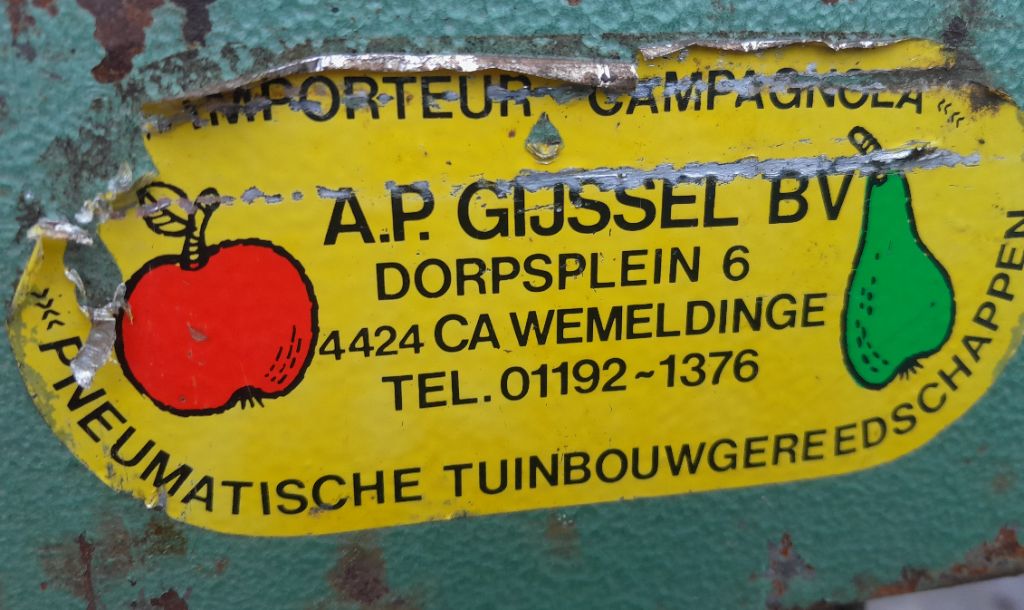 IMPORTEUR CAMPAGNOLA
A.P. GIJSSEL BV
DORPSPLEIN 6
4424 CA WEMELDINGE
TEL. 01192~1376
PNEUMATISCHE TUINBOUWGEREEDSCHAPPEN